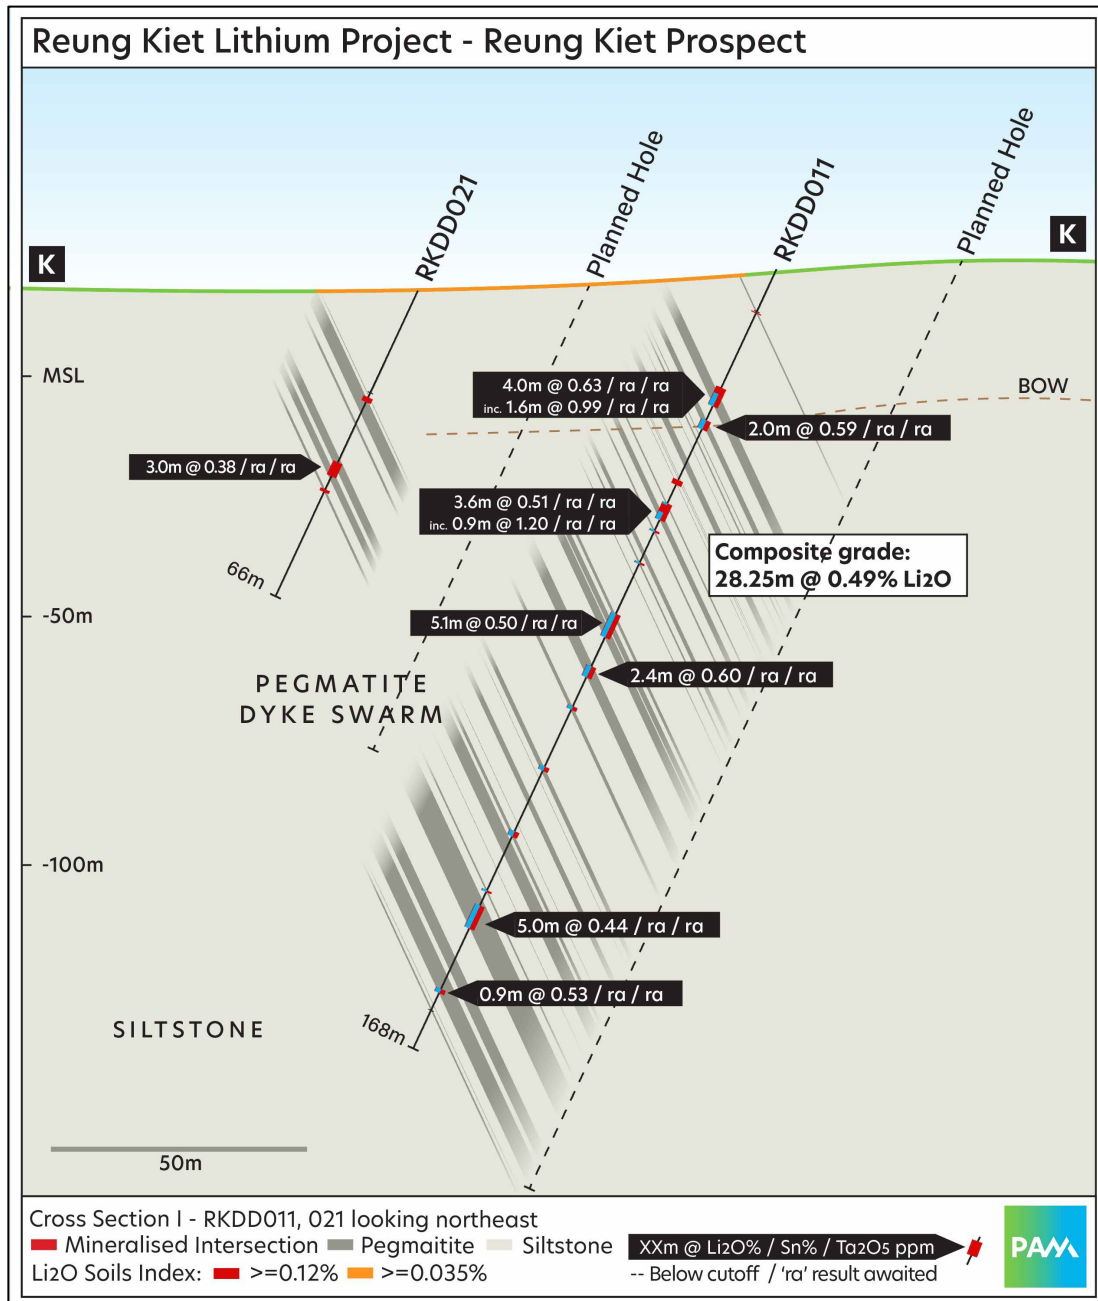 Reung Kiet Lithium Project - Reung Kiet Prospect
RKDD021
Planned Hole
RKDD011
Planned Hole
K
K
MSL
BOW
4.0m @ 0.63 / ra / ra
inc. 1.6m @ 0.99 / ra / ra
2.0m @ 0.59 / ra / ra
3.0m @ 0.38 / ra / ra
3.6m @ 0.51 / ra / ra
inc. 0.9m @ 1.20 / ra / ra
Composite grade:
28.25m @ 0.49% Li2O
66m
-50m
5.1m @ 0.50 / ra / ra
2.4m @ 0.60 / ra / ra
PEGMATITE
DYKE SWARM
-100m
5.0m @ 0.44 / ra / ra
0.9m @ 0.53 / ra / ra
168m
SILTSTONE
50m
Cross Section I - RKDD011, 021 looking northeast
Mineralised Intersection Pegmaitite Siltstone
XXm @ Li2O% / Sn% / Ta2O5 ppm
Li2O Soils Index: >=0.12% >=0.035%
-- Below cutoff / 'ra' result awaited
PAM